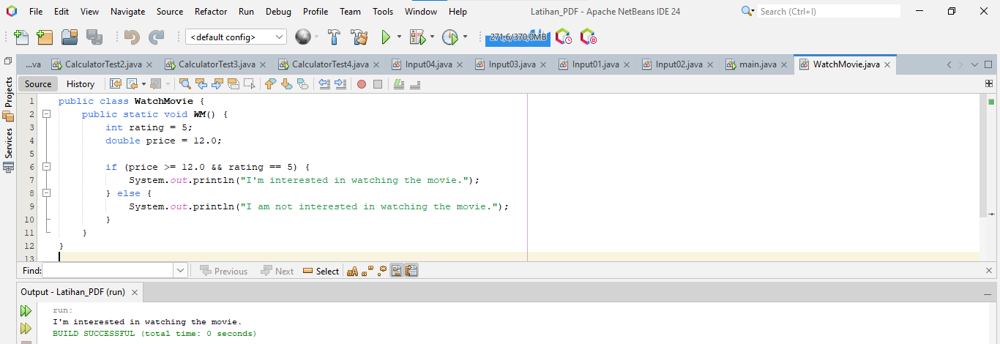 File Edit View Navigate Source Refactor Run Debug Profile Team Tools Window Help Latihan_PDF - Apache NetBeans IDE 24 Search (Ctrl+I)
<default config> 271,6/370,0MB
...va CalculatorTest2.java CalculatorTest3.java CalculatorTest4.java Input04.java Input03.java Input01.java Input02.java main.java WatchMovie.java
Projects
Services
Source History
1 public class WatchMovie {
2 public static void WM() {
3 int rating = 5;
4 double price = 12.0;
5
6 if (price >= 12.0 && rating == 5) {
7 System.out.println("I'm interested in watching the movie.");
8 } else {
9 System.out.println("I am not interested in watching the movie.");
10 }
11 }
12 }
13
Find: Previous Next Select aA
Output - Latihan_PDF (run)
run:
I'm interested in watching the movie.
BUILD SUCCESSFUL (total time: 0 seconds)